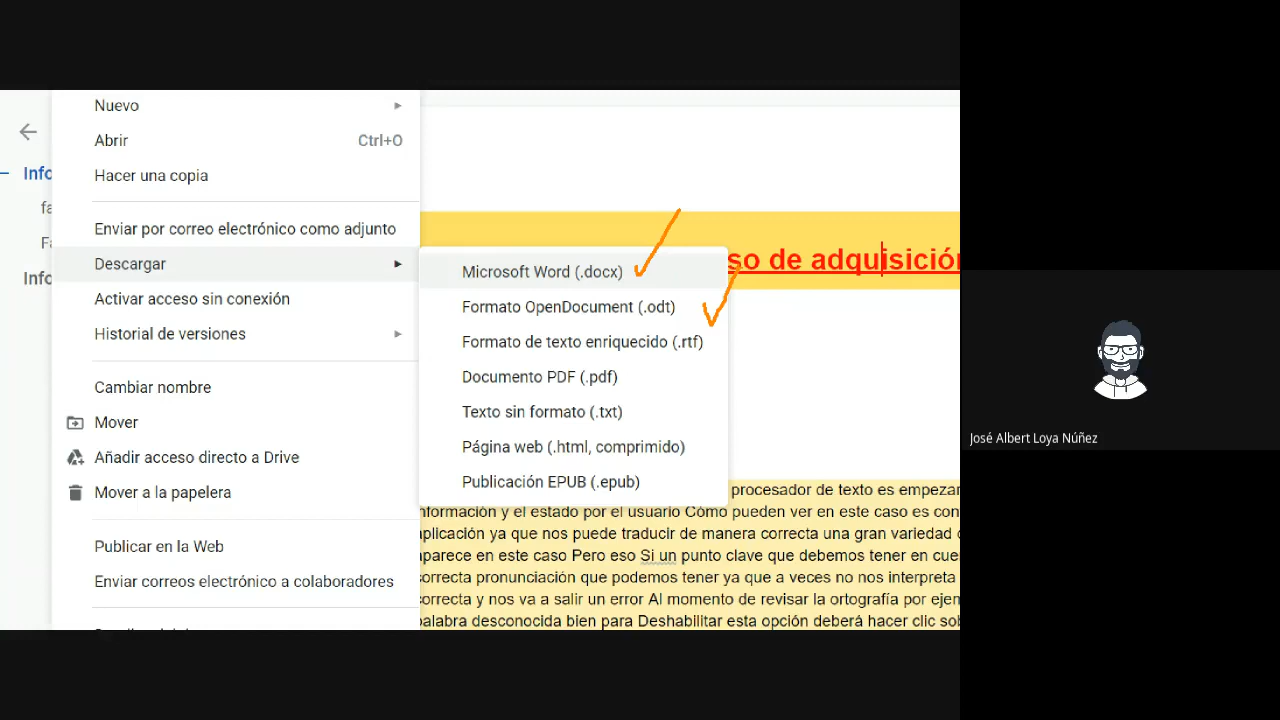 Nuevo
Abrir Ctrl+O
Hacer una copia
Info
fa
Fa
Info
Enviar por correo electrónico como adjunto
Descargar
Activar acceso sin conexión
Historial de versiones
Cambiar nombre
Mover
Añadir acceso directo a Drive
Mover a la papelera
Publicar en la Web
Enviar correos electrónico a colaboradores
Microsoft Word (.docx)
Formato OpenDocument (.odt)
Formato de texto enriquecido (.rtf)
Documento PDF (.pdf)
Texto sin formato (.txt)
Página web (.html, comprimido)
Publicación EPUB (.epub)
so de adquisición
procesador de texto es empezar
nformación y el estado por el usuario Cómo pueden ver en este caso es con
aplicación ya que nos puede traducir de manera correcta una gran variedad
aparece en este caso Pero eso Si un punto clave que debemos tener en cue
correcta pronunciación que podemos tener ya que a veces no nos interpreta
correcta y nos va a salir un error Al momento de revisar la ortografía por ejem
palabra desconocida bien para Deshabilitar esta opción deberá hacer clic sob
José Albert Loya Núñez